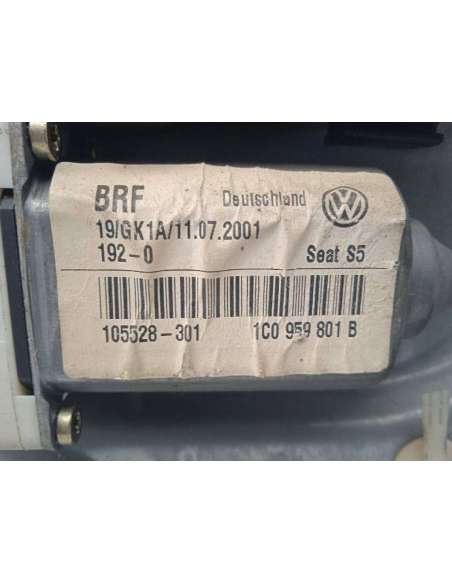 BRF Deutschland
19/GK1A/11.07.2001
192-0 Seat S5
105528-301 1C0 959 801 B